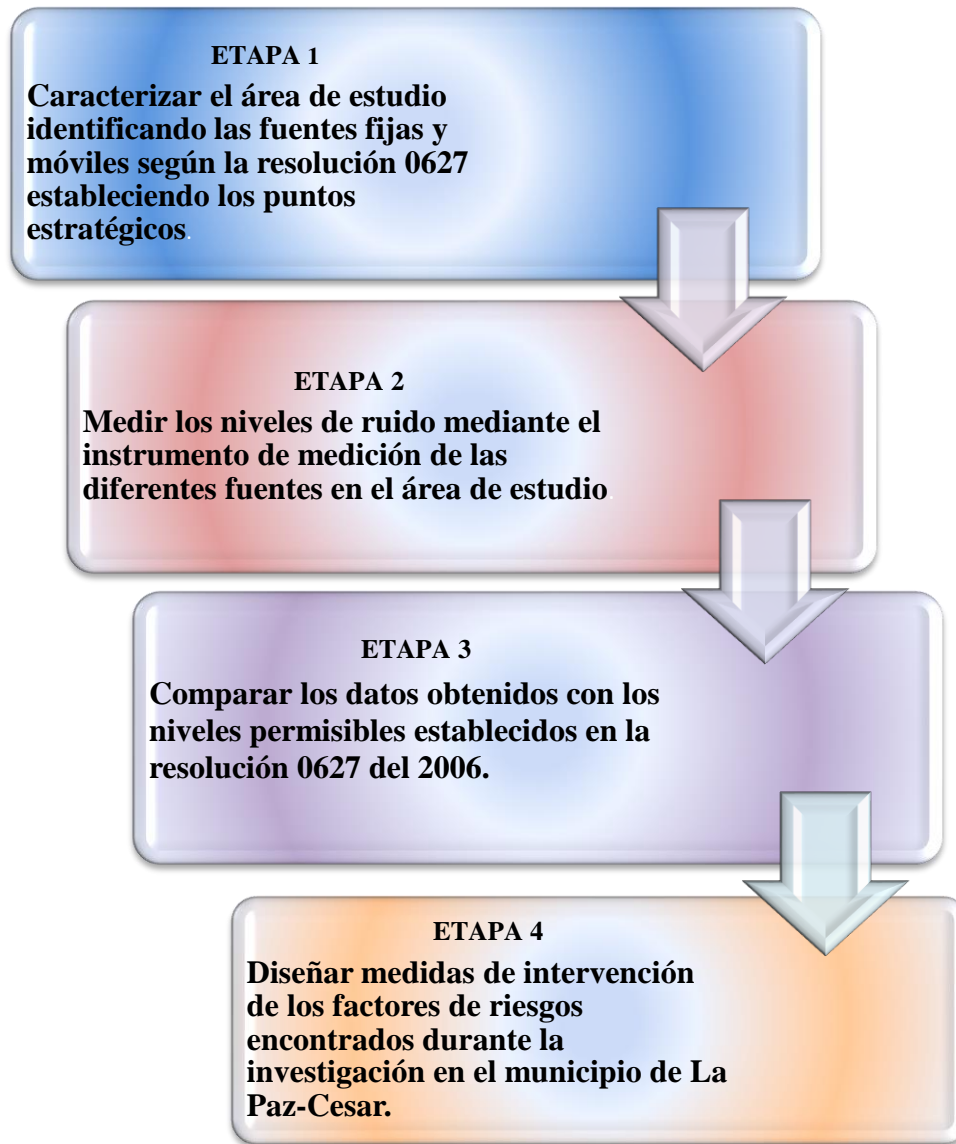 ETAPA 1
Caracterizar el área de estudio
identificando las fuentes fijas y
móviles según la resolución 0627
estableciendo los puntos
estratégicos.
ETAPA 2
Medir los niveles de ruido mediante el
instrumento de medición de las
diferentes fuentes en el área de estudio.
ETAPA 3
Comparar los datos obtenidos con los
niveles permisibles establecidos en la
resolución 0627 del 2006.
ETAPA 4
Diseñar medidas de intervención
de los factores de riesgos
encontrados durante la
investigación en el municipio de La
Paz-Cesar.